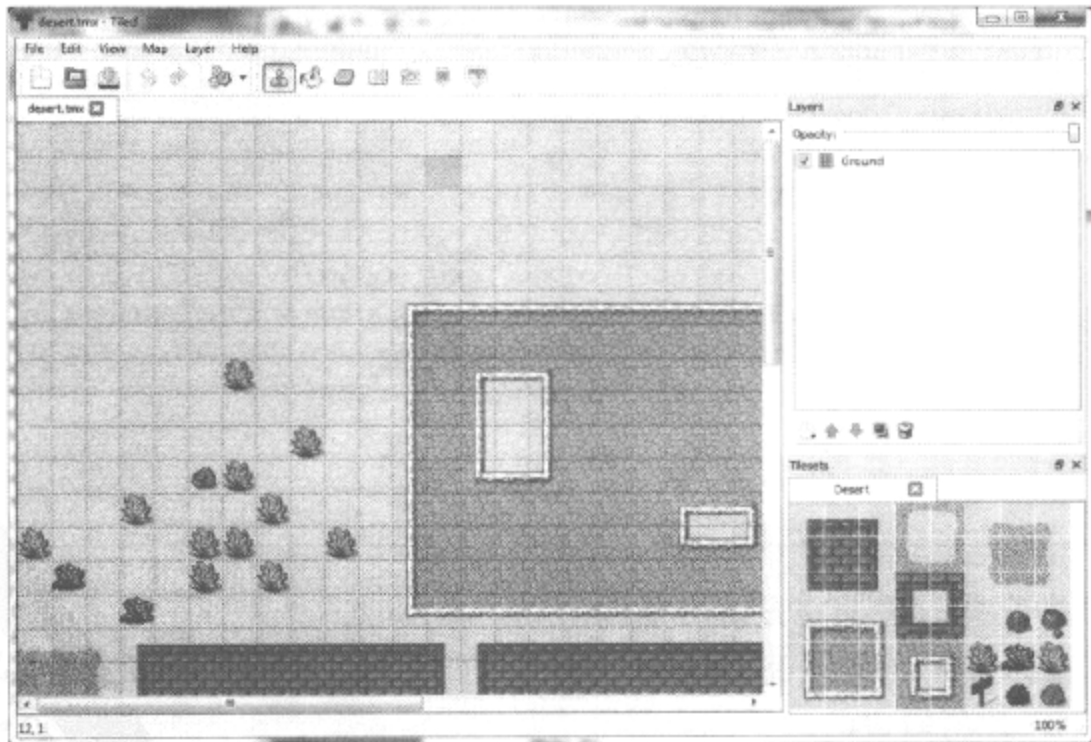 desert.tmx - Tiled
File Edit View Map Layer Help
desert.tmx
Layers
Opacity:
Ground
Tilesets
Desert
12, 1
100%